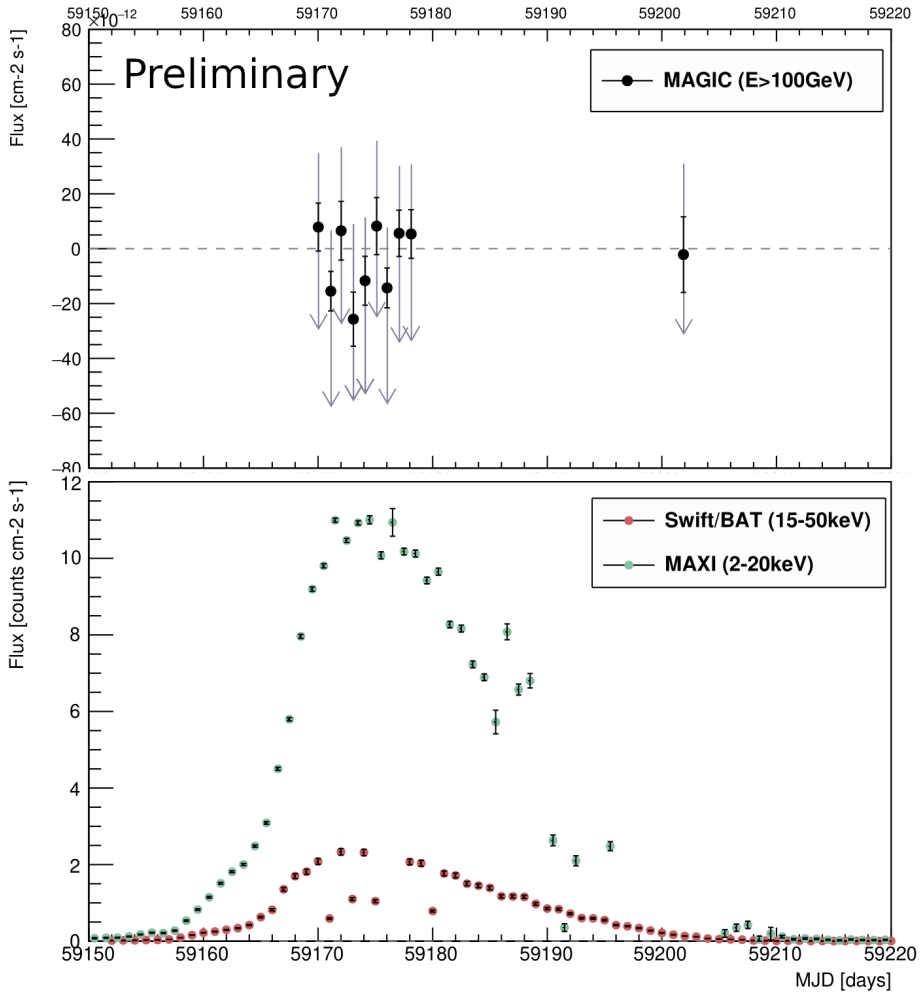 59150 59160 59170 59180 59190 59200 59210 59220
×10−12
80
60
40
20
0
−20
−40
−60
−80
Flux [cm-2 s-1]
Preliminary
MAGIC (E>100GeV)
12
10
8
6
4
2
0
Flux [counts cm-2 s-1]
Swift/BAT (15-50keV)
MAXI (2-20keV)
59150 59160 59170 59180 59190 59200 59210 59220
MJD [days]